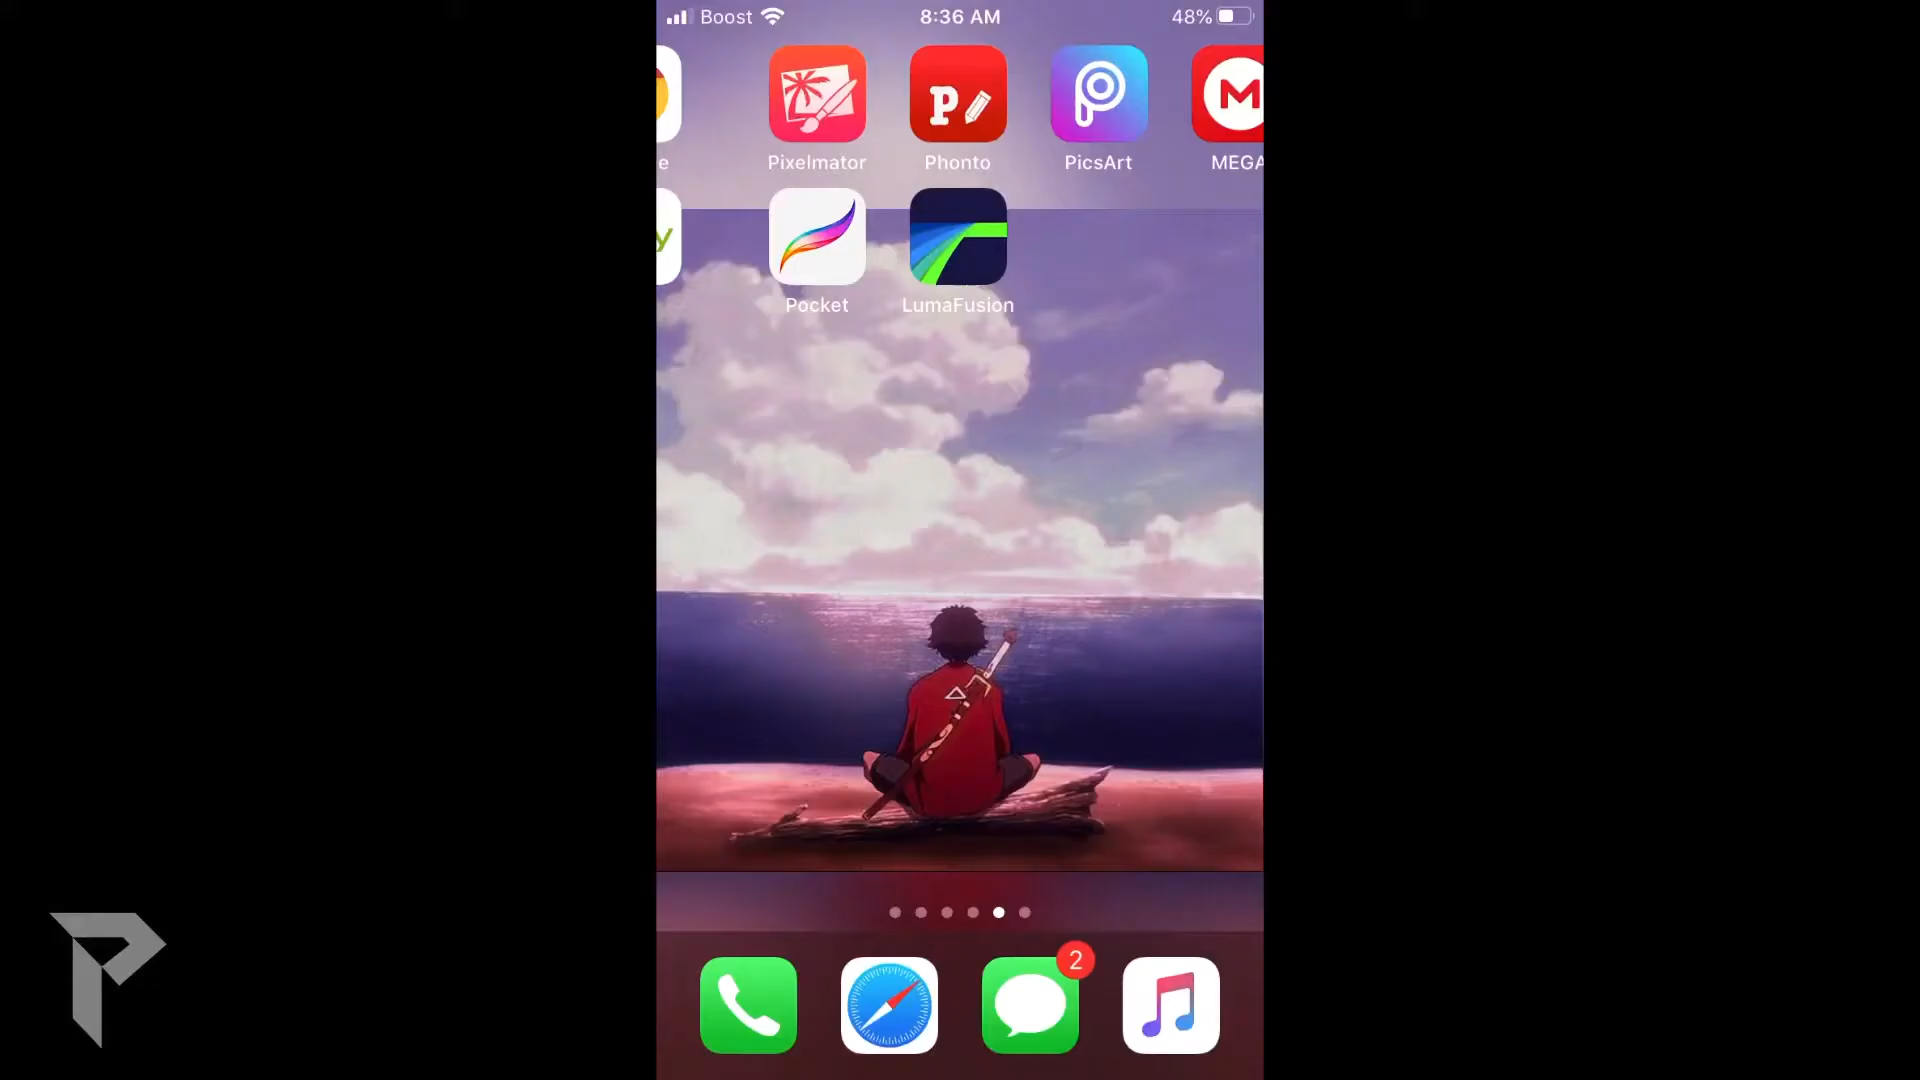 Boost 8:36 AM 48%
e Pixelmator Phonto PicsArt MEGA
y
Pocket LumaFusion
2